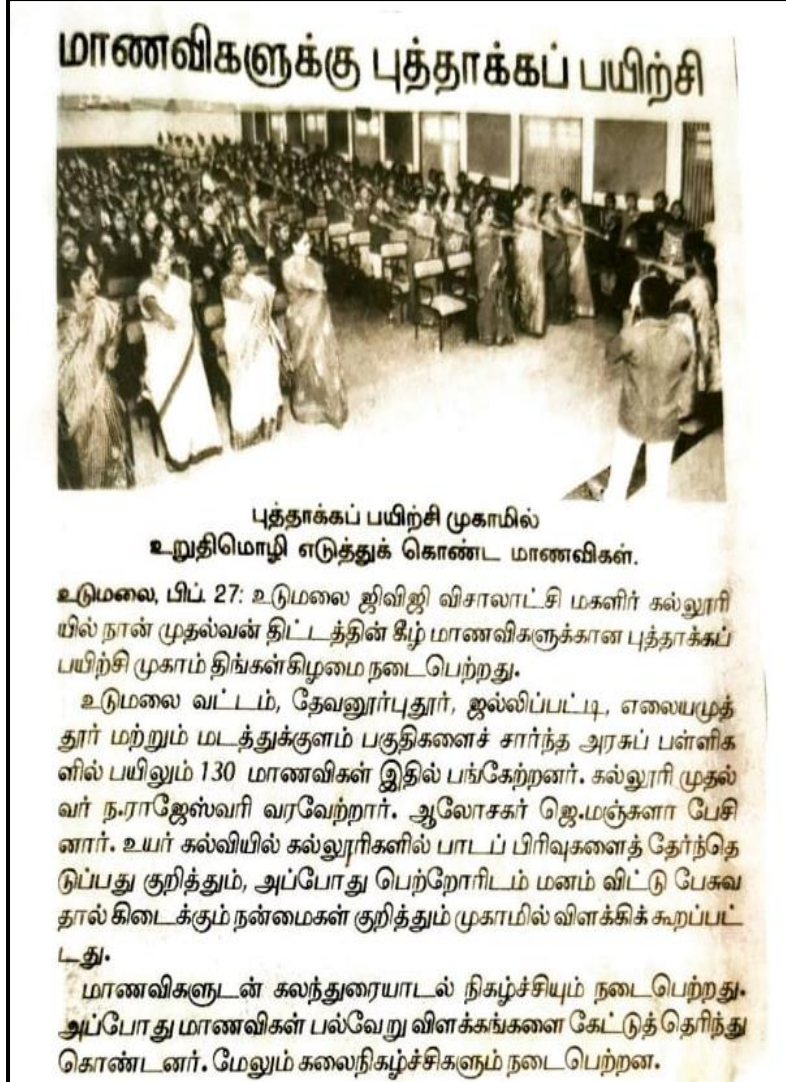 மாணவிகளுக்கு புத்தாக்கப் பயிற்சி
புத்தாக்கப் பயிற்சி முகாமில்
உறுதிமொழி எடுத்துக் கொண்ட மாணவிகள்.
உடுமலை, பிப். 27: உடுமலை ஜிவிஜி விசாலாட்சி மகளிர் கல்லூரி
யில் நான் முதல்வன் திட்டத்தின் கீழ் மாணவிகளுக்கான புத்தாக்கப்
பயிற்சி முகாம் திங்கள்கிழமை நடைபெற்றது.
உடுமலை வட்டம், தேவனூர்புதூர், ஜல்லிப்பட்டி, எலையமுத்
தூர் மற்றும் மடத்துக்குளம் பகுதிகளைச் சார்ந்த அரசுப் பள்ளிக
ளில் பயிலும் 130 மாணவிகள் இதில் பங்கேற்றனர். கல்லூரி முதல்
வர் ந.ராஜேஸ்வரி வரவேற்றார். ஆலோசகர் ஜெ.மஞ்சுளா பேசி
னார். உயர் கல்வியில் கல்லூரிகளில் பாடப் பிரிவுகளைத் தேர்ந்தெ
டுப்பது குறித்தும், அப்போது பெற்றோரிடம் மனம் விட்டு பேசுவ
தால் கிடைக்கும் நன்மைகள் குறித்தும் முகாமில் விளக்கிக் கூறப்பட்
டது.
மாணவிகளுடன் கலந்துரையாடல் நிகழ்ச்சியும் நடைபெற்றது.
அப்போது மாணவிகள் பல்வேறு விளக்கங்களை கேட்டுத் தெரிந்து
கொண்டனர். மேலும் கலைநிகழ்ச்சிகளும் நடைபெற்றன.